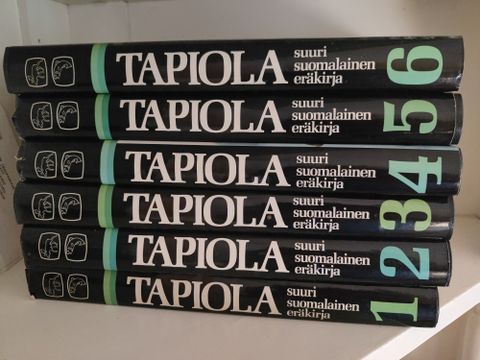 TAPIOLA
suuri
suomalainen
eräkirja
6
TAPIOLA
suuri
suomalainen
eräkirja
5
TAPIOLA
suuri
suomalainen
eräkirja
4
TAPIOLA
suuri
suomalainen
eräkirja
3
TAPIOLA
suuri
suomalainen
eräkirja
2
TAPIOLA
suuri
suomalainen
eräkirja
1